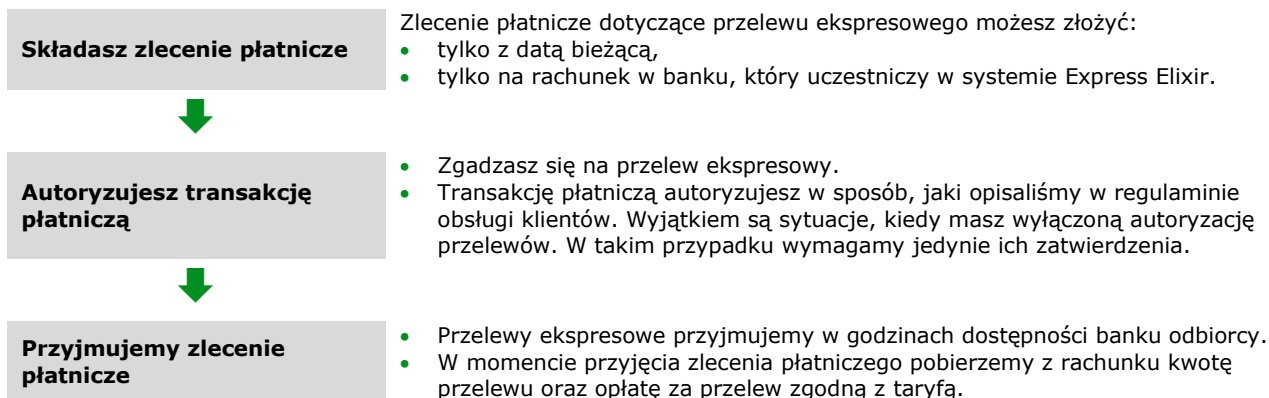 Składasz zlecenie płatnicze
Zlecenie płatnicze dotyczące przelewu ekspresowego możesz złożyć:
• tylko z datą bieżącą,
• tylko na rachunek w banku, który uczestniczy w systemie Express Elixir.
Autoryzujesz transakcję
płatniczą
• Zgadzasz się na przelew ekspresowy.
• Transakcję płatniczą autoryzujesz w sposób, jaki opisaliśmy w regulaminie
obsługi klientów. Wyjątkiem są sytuacje, kiedy masz wyłączoną autoryzację
przelewów. W takim przypadku wymagamy jedynie ich zatwierdzenia.
Przyjmujemy zlecenie
płatnicze
• Przelewy ekspresowe przyjmujemy w godzinach dostępności banku odbiorcy.
• W momencie przyjęcia zlecenia płatniczego pobierzemy z rachunku kwotę
przelewu oraz opłatę za przelew zgodną z taryfą.